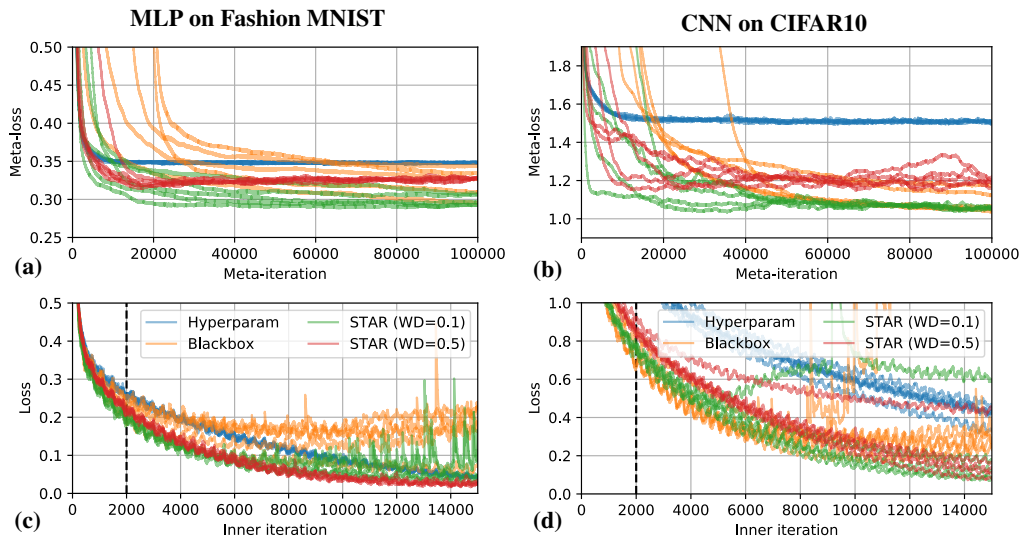 MLP on Fashion MNIST
CNN on CIFAR10
0.50
0.45
0.40
0.35
0.30
0.25
Meta-loss
0 20000 40000 60000 80000 100000
Meta-iteration
(a)
1.8
1.6
1.4
1.2
1.0
Meta-loss
0 20000 40000 60000 80000 100000
Meta-iteration
(b)
0.5
0.4
0.3
0.2
0.1
0.0
Loss
Hyperparam STAR (WD=0.1)
Blackbox STAR (WD=0.5)
0 2000 4000 6000 8000 10000 12000 14000
Inner iteration
(c)
1.0
0.8
0.6
0.4
0.2
0.0
Loss
Hyperparam STAR (WD=0.1)
Blackbox STAR (WD=0.5)
0 2000 4000 6000 8000 10000 12000 14000
Inner iteration
(d)